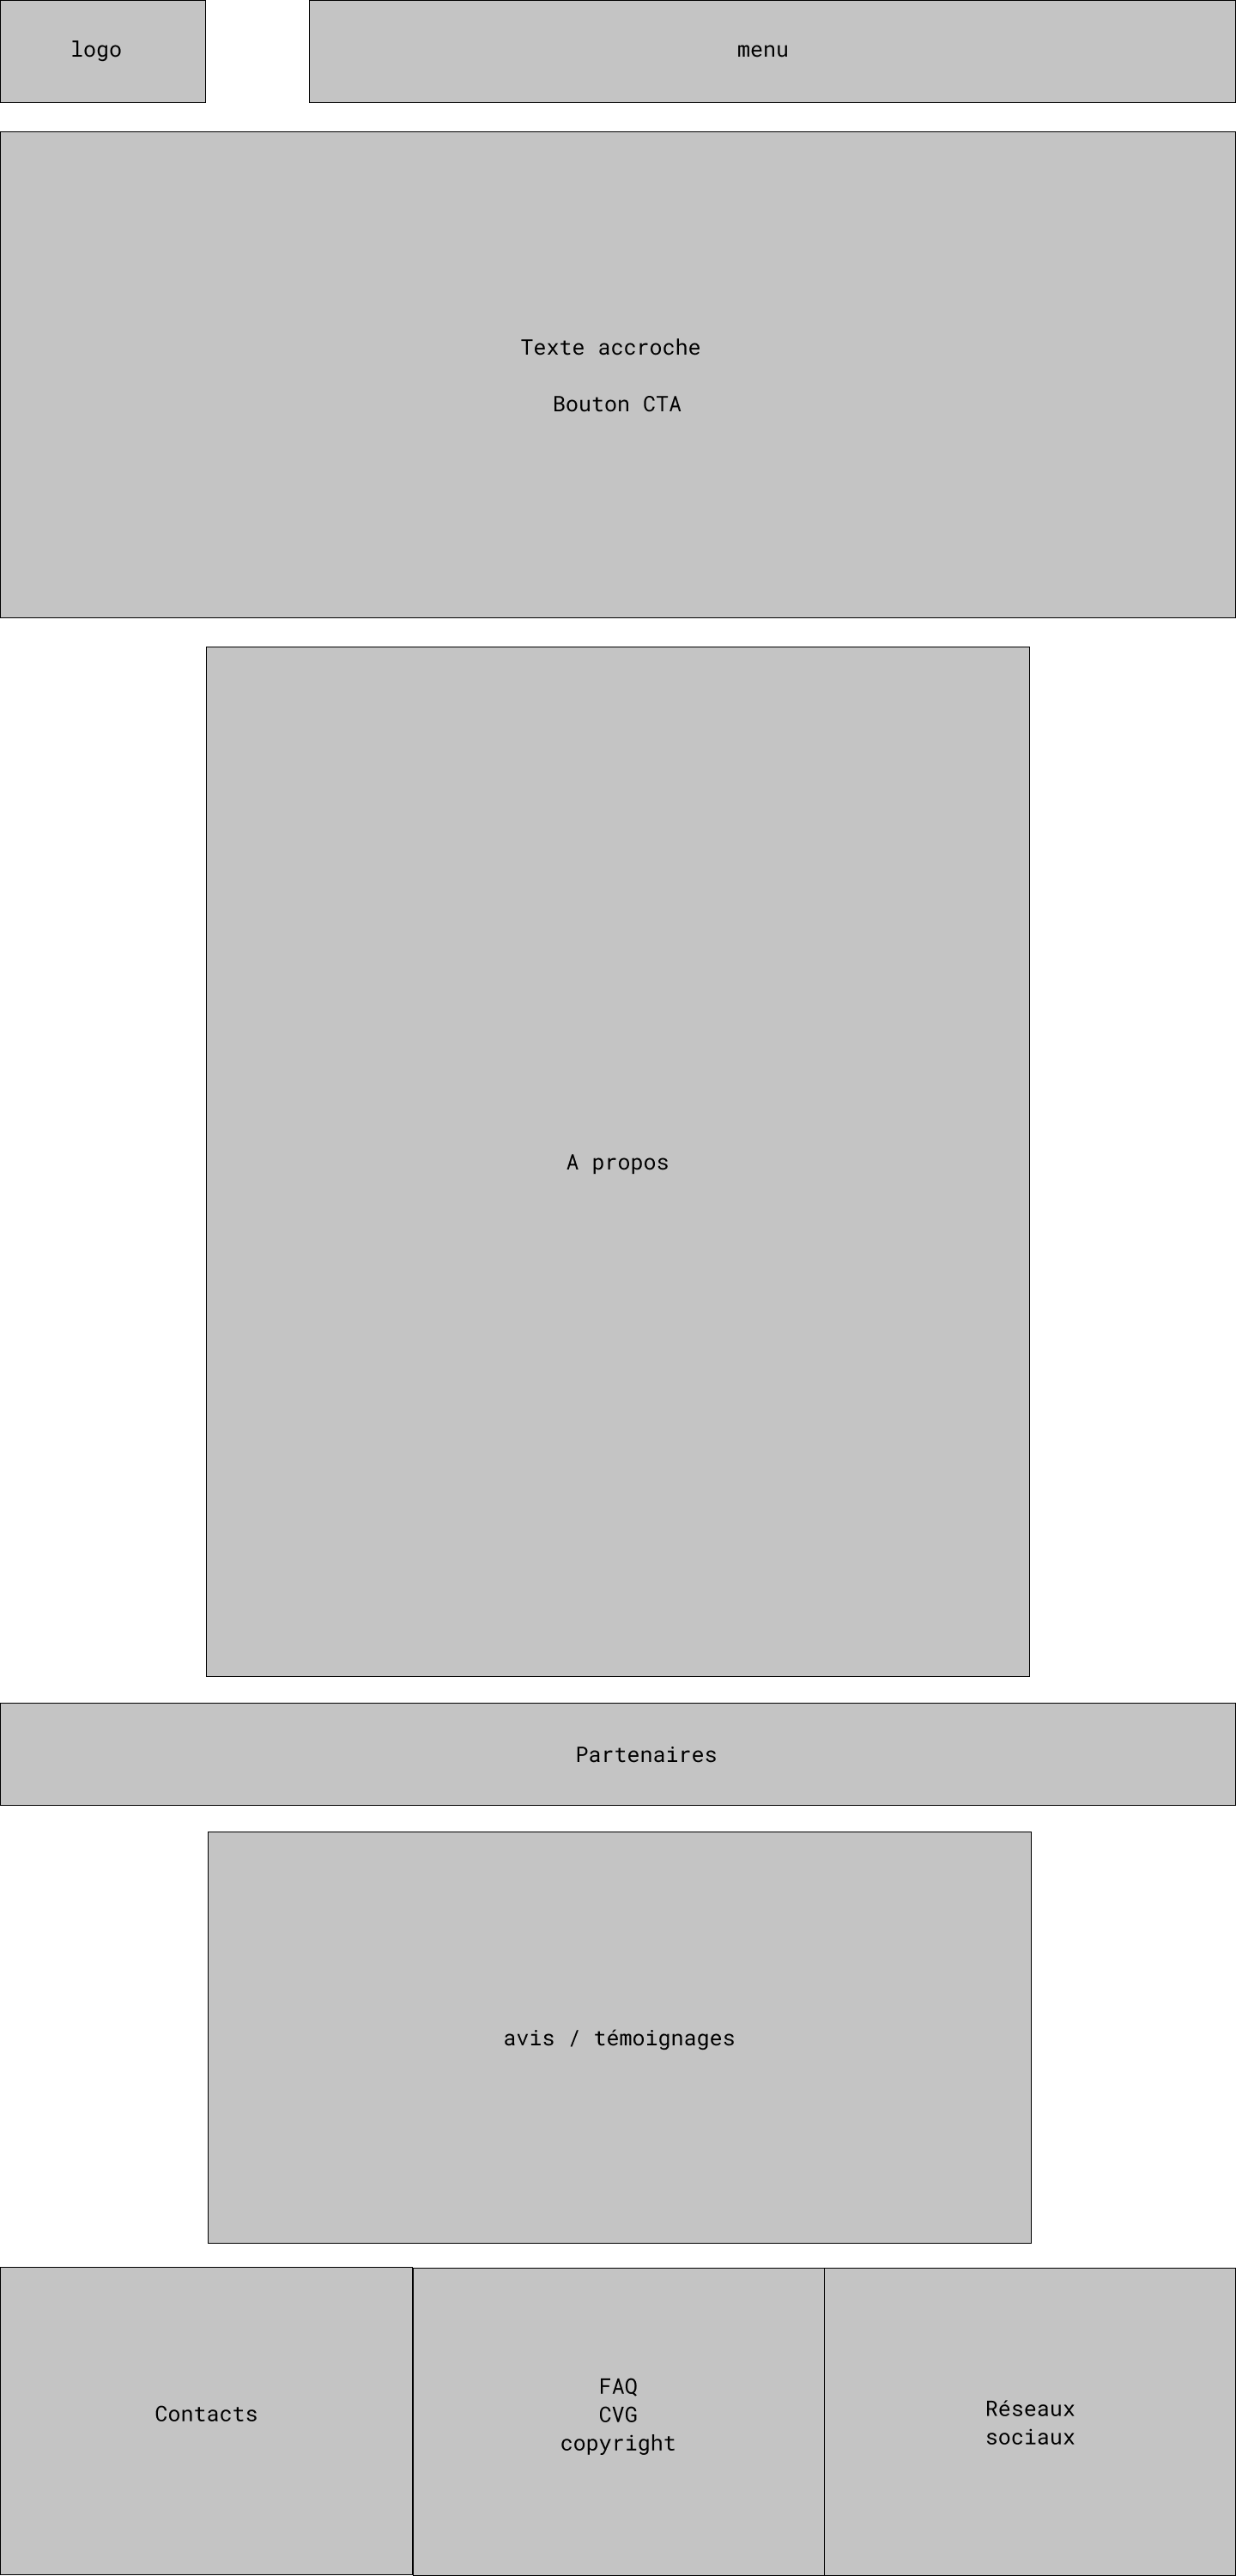 logo
menu
Texte accroche
Bouton CTA
A propos
Partenaires
avis / témoignages
Contacts
FAQ
CVG
copyright
Réseaux
sociaux